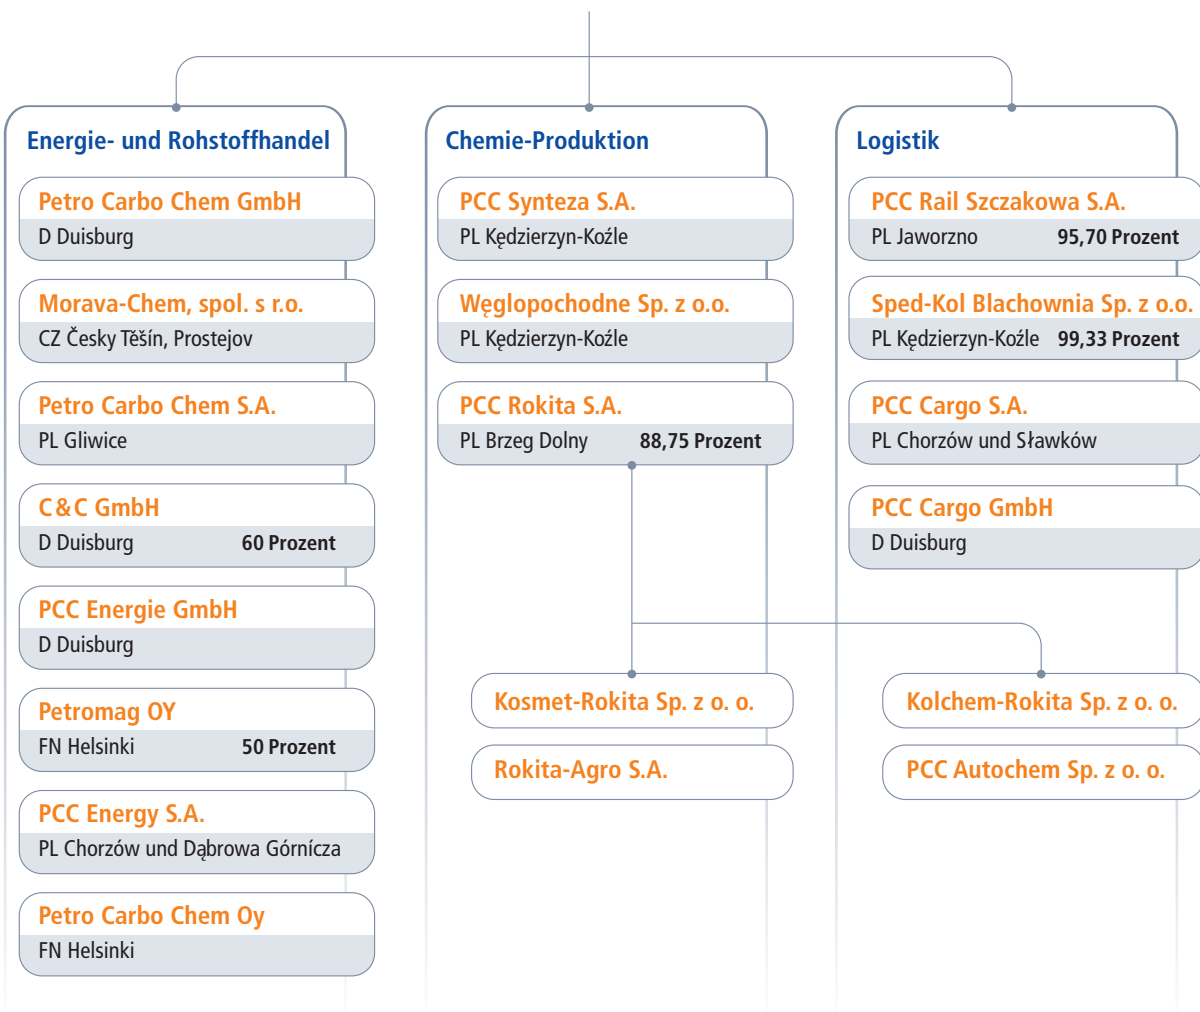 Energie- und Rohstoffhandel
Petro Carbo Chem GmbH
D Duisburg
Morava-Chem, spol. s r.o.
CZ Česky Těšín, Prostejov
Petro Carbo Chem S.A.
PL Gliwice
C&C GmbH
D Duisburg 60 Prozent
PCC Energie GmbH
D Duisburg
Petromag OY
FN Helsinki 50 Prozent
PCC Energy S.A.
PL Chorzów und Dąbrowa Górnícza
Petro Carbo Chem Oy
FN Helsinki
Chemie-Produktion
PCC Synteza S.A.
PL Kędzierzyn-Koźle
Węglopochodne Sp. z o.o.
PL Kędzierzyn-Koźle
PCC Rokita S.A.
PL Brzeg Dolny 88,75 Prozent
Kosmet-Rokita Sp. z o. o.
Rokita-Agro S.A.
Logistik
PCC Rail Szczakowa S.A.
PL Jaworzno 95,70 Prozent
Sped-Kol Blachownia Sp. z o.o.
PL Kędzierzyn-Koźle 99,33 Prozent
PCC Cargo S.A.
PL Chorzów und Sławków
PCC Cargo GmbH
D Duisburg
Kolchem-Rokita Sp. z o. o.
PCC Autochem Sp. z o. o.